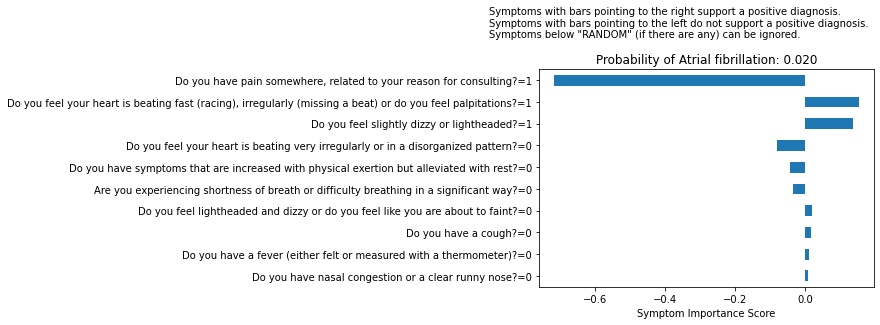 Symptoms with bars pointing to the right support a positive diagnosis.
Symptoms with bars pointing to the left do not support a positive diagnosis.
Symptoms below "RANDOM" (if there are any) can be ignored.
Probability of Atrial fibrillation: 0.020
Do you have pain somewhere, related to your reason for consulting?=1
Do you feel your heart is beating fast (racing), irregularly (missing a beat) or do you feel palpitations?=1
Do you feel slightly dizzy or lightheaded?=1
Do you feel your heart is beating very irregularly or in a disorganized pattern?=0
Do you have symptoms that are increased with physical exertion but alleviated with rest?=0
Are you experiencing shortness of breath or difficulty breathing in a significant way?=0
Do you feel lightheaded and dizzy or do you feel like you are about to faint?=0
Do you have a cough?=0
Do you have a fever (either felt or measured with a thermometer)?=0
Do you have nasal congestion or a clear runny nose?=0
−0.6 −0.4 −0.2 0.0
Symptom Importance Score